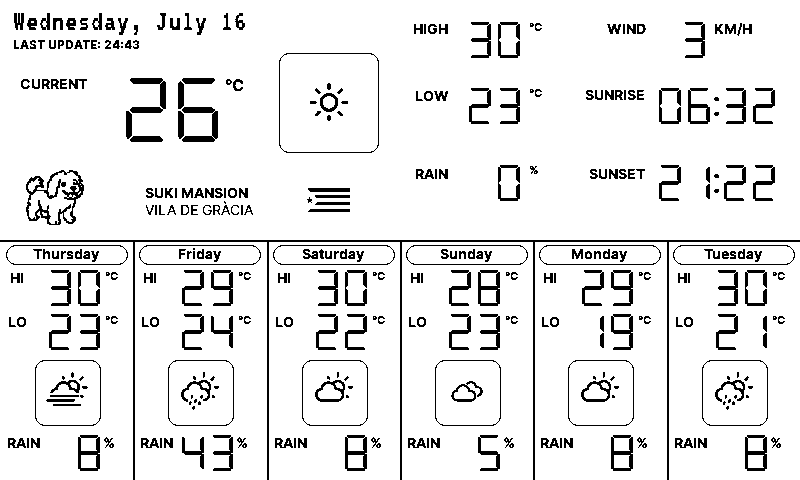 Wednesday, July 16
LAST UPDATE: 24:43
CURRENT 26 °C
SUKI MANSION
VILA DE GRÀCIA
HIGH 30 °C
LOW 23 °C
RAIN 0 %
WIND 3 KM/H
SUNRISE 06:32
SUNSET 21:22
Thursday
HI 30 °C
LO 23 °C
RAIN 8 %
Friday
HI 29 °C
LO 24 °C
RAIN 43 %
Saturday
HI 30 °C
LO 22 °C
RAIN 8 %
Sunday
HI 28 °C
LO 23 °C
RAIN 5 %
Monday
HI 29 °C
LO 19 °C
RAIN 8 %
Tuesday
HI 30 °C
LO 21 °C
RAIN 8 %